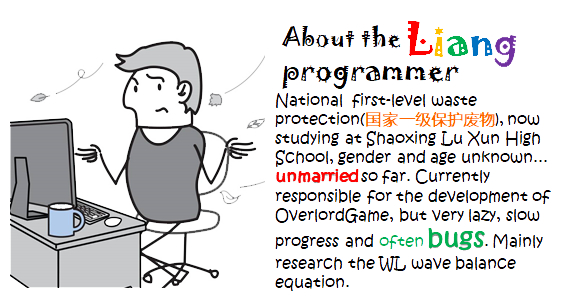 About the Liang
programmer
National first-level waste
protection(国家一级保护废物), now
studying at Shaoxing Lu Xun High
School, gender and age unknown...
unmarried so far. Currently
responsible for the development of
OverlordGame, but very lazy, slow
progress and often bugs. Mainly
research the WL wave balance
equation.